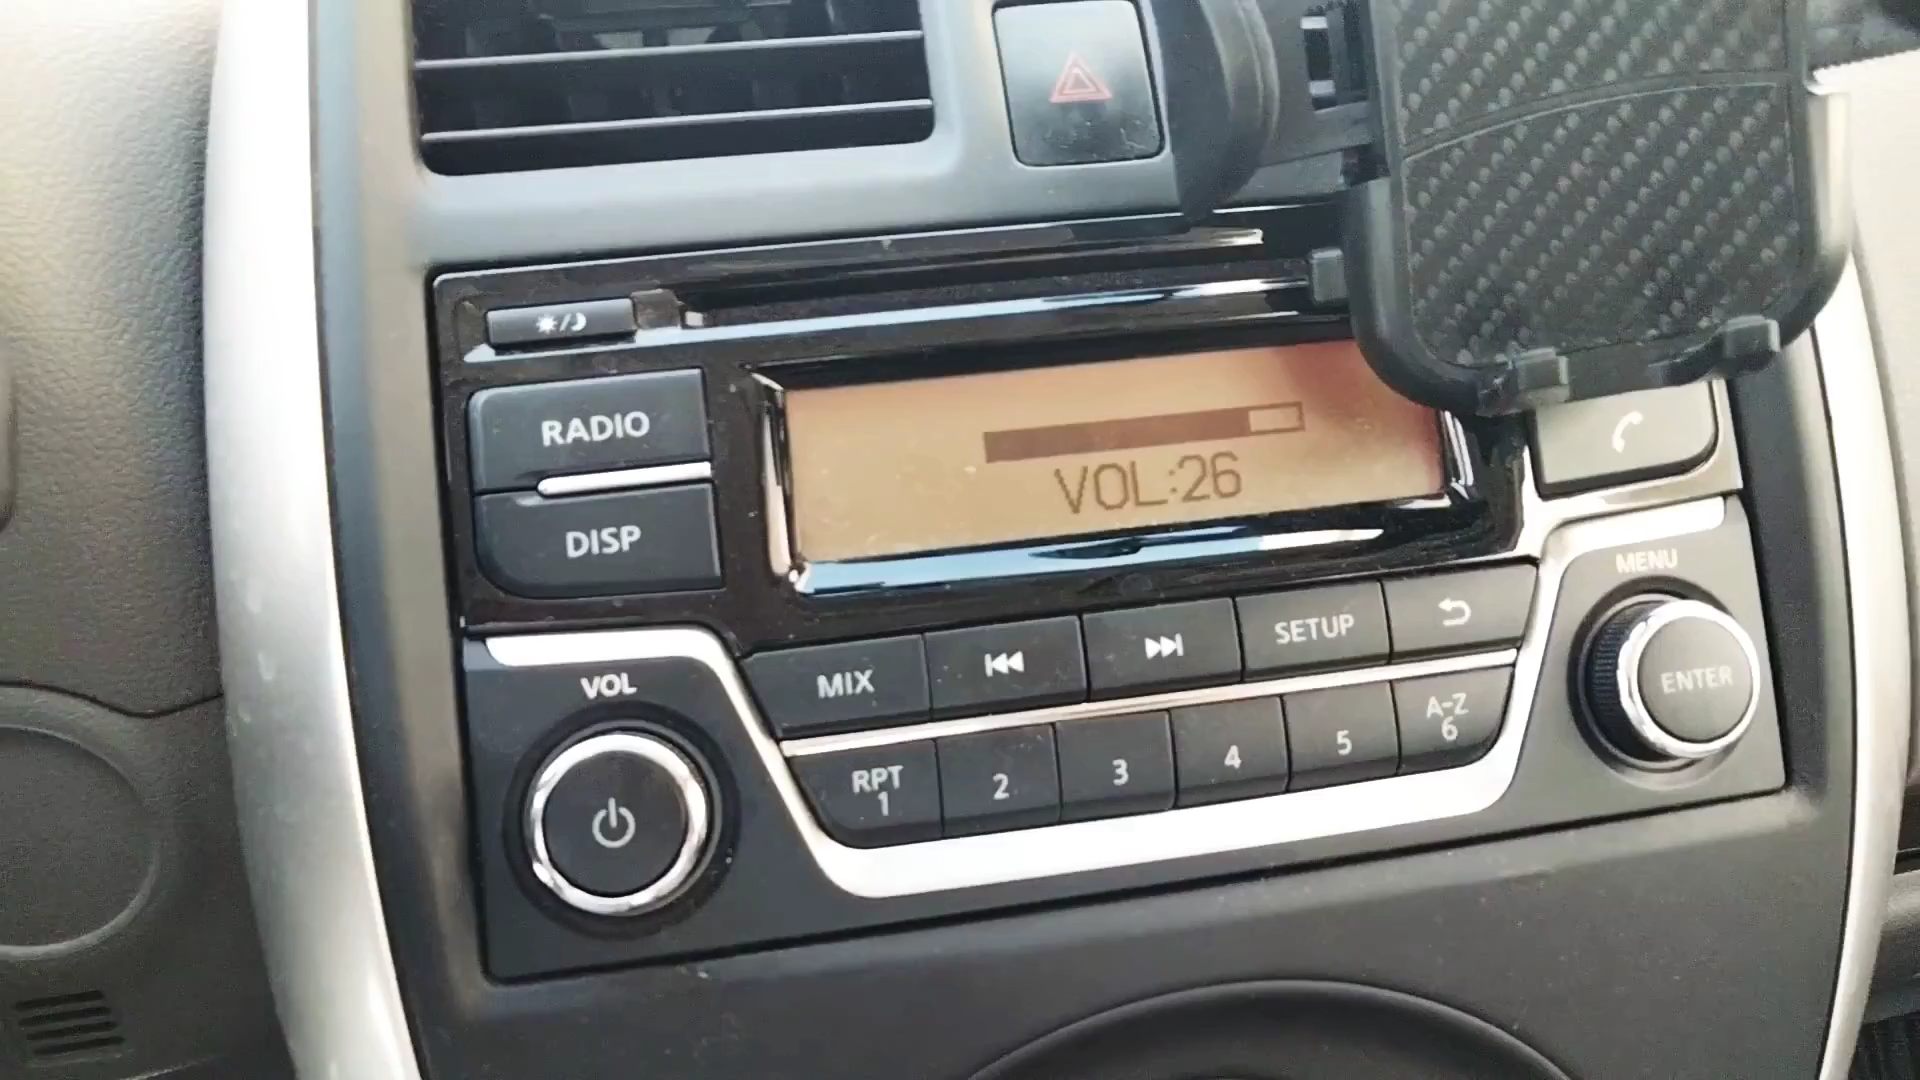 RADIO
DISP
VOL:26
MENU
ENTER
VOL
MIX
SETUP
RPT
1
2
3
4
5
A-Z
6